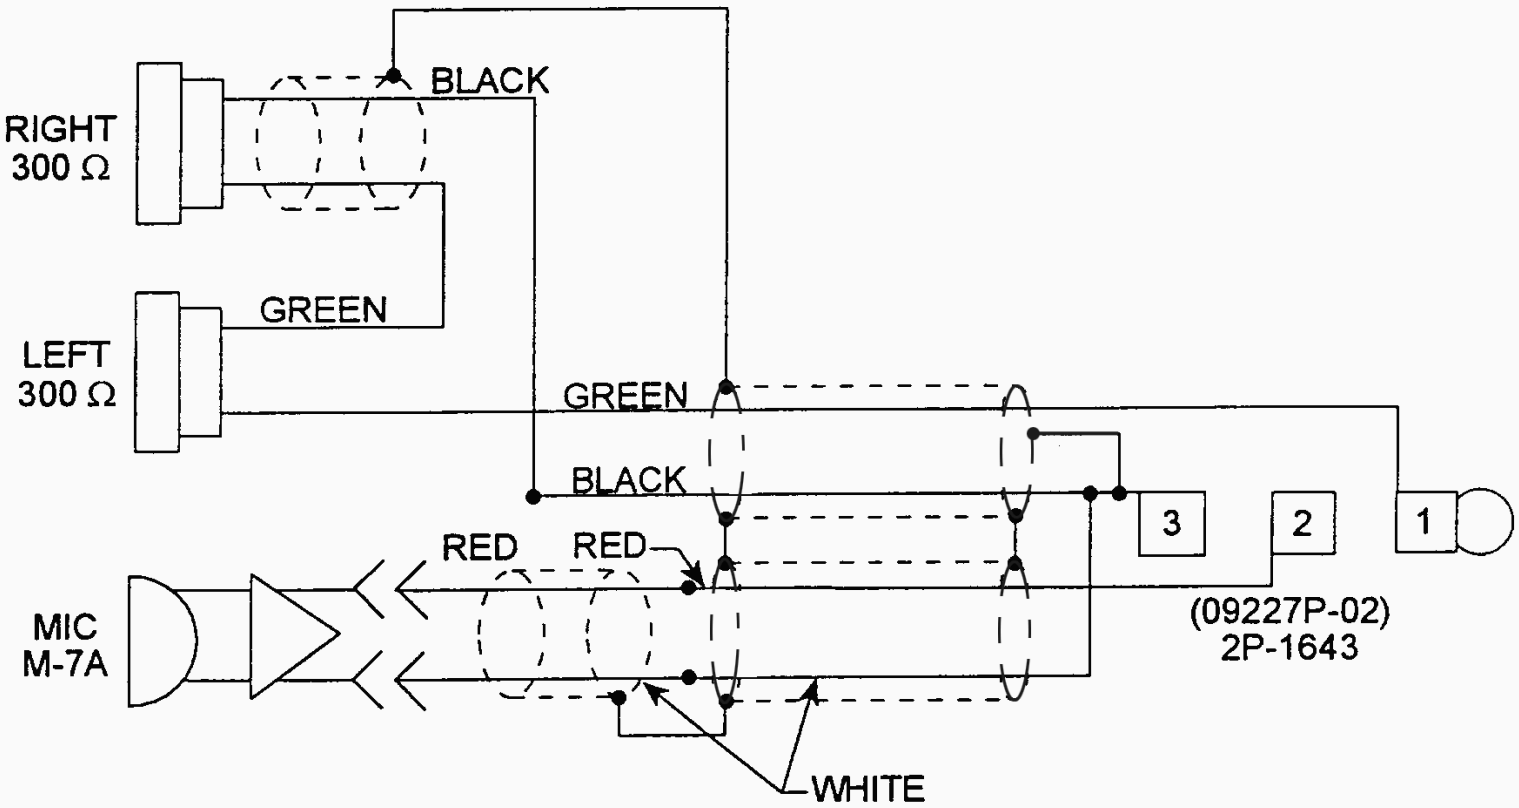 BLACK
RIGHT
300 Ω
GREEN
LEFT
300 Ω
GREEN
BLACK
3
2
1
RED
RED
(09227P-02)
2P-1643
MIC
M-7A
WHITE